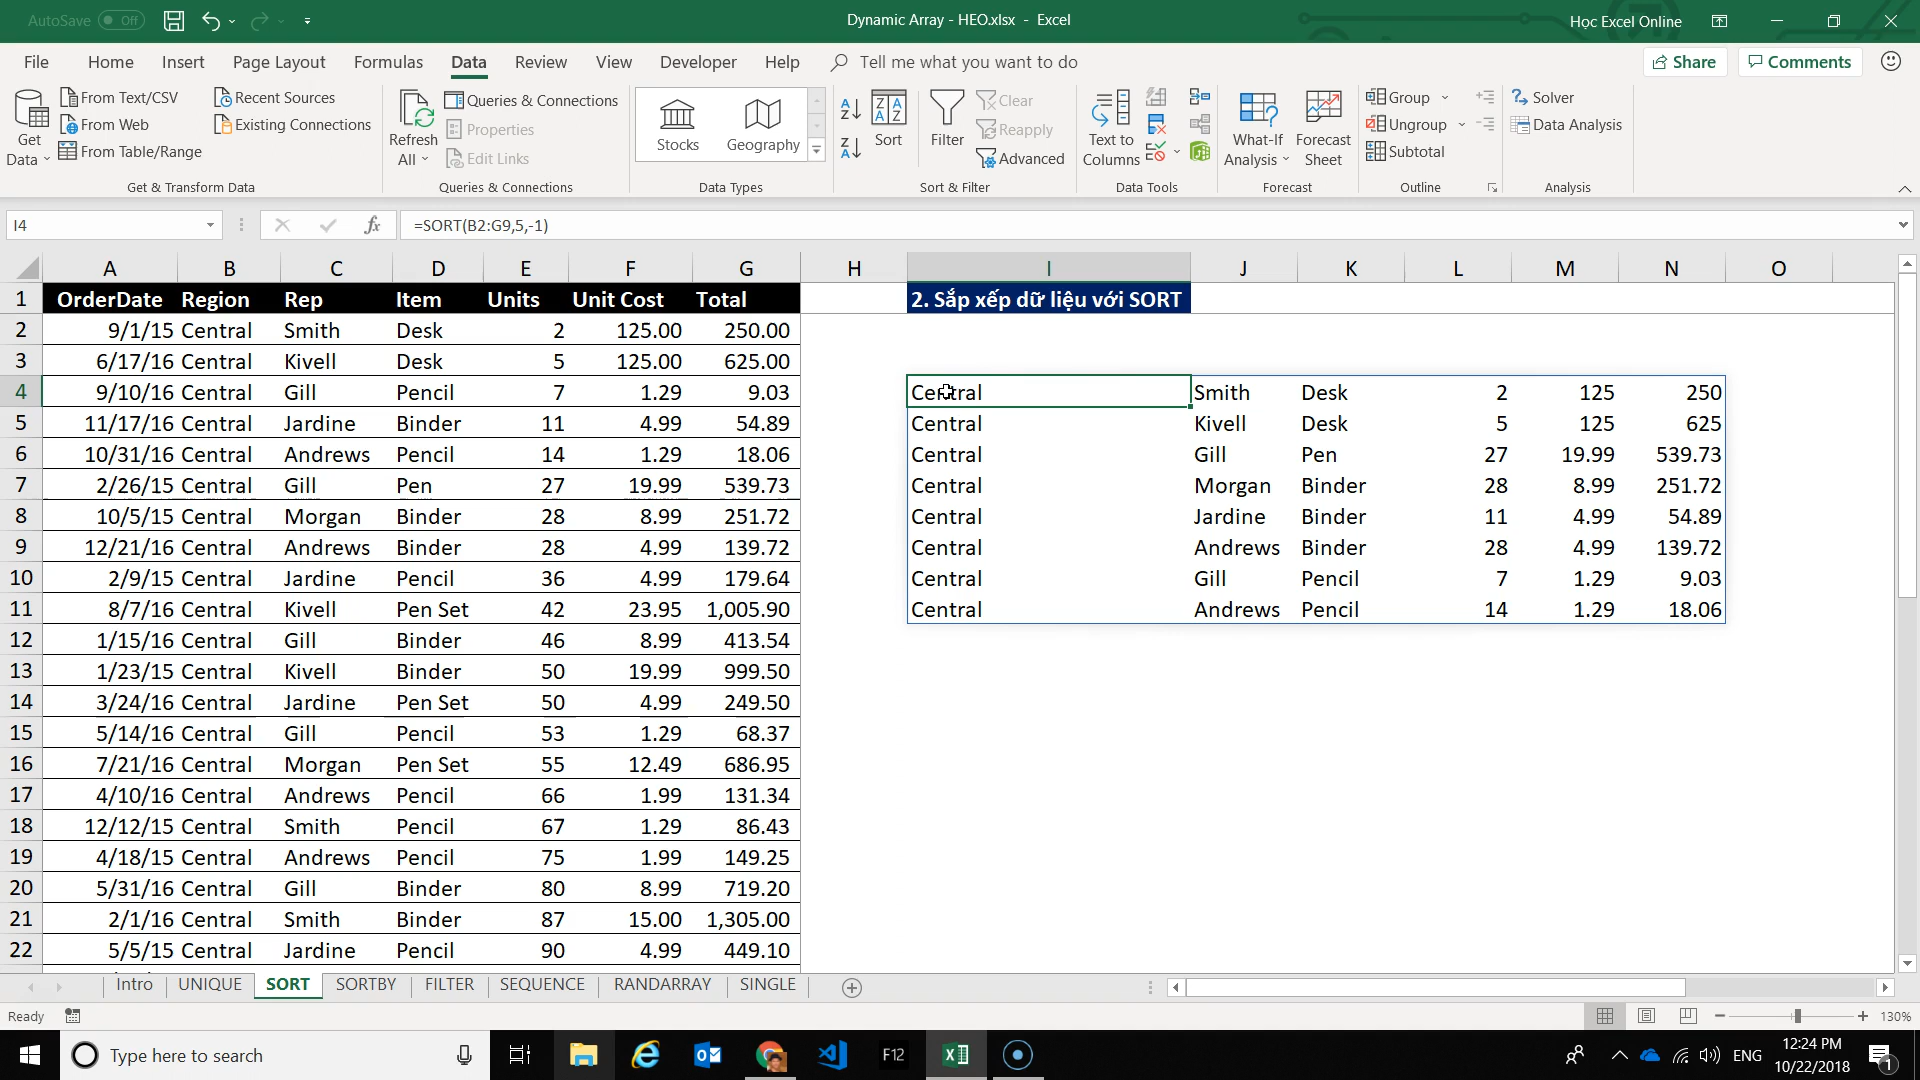 AutoSave Off
Dynamic Array - HEO.xlsx - Excel
Học Excel Online
File Home Insert Page Layout Formulas Data Review View Developer Help Tell me what you want to do
Share Comments
Get Data
From Text/CSV
From Web
From Table/Range
Recent Sources
Existing Connections
Get & Transform Data
Refresh All
Queries & Connections
Properties
Edit Links
Queries & Connections
Stocks Geography
Data Types
Sort
Filter
Clear
Reapply
Advanced
Sort & Filter
Text to Columns
Data Tools
What-If Analysis
Forecast Sheet
Forecast
Group
Ungroup
Subtotal
Outline
Solver
Data Analysis
Analysis
I4 fx =SORT(B2:G9,5,-1)
A B C D E F G H I J K L M N O
1 OrderDate Region Rep Item Units Unit Cost Total 2. Sắp xếp dữ liệu với SORT
2 9/1/15 Central Smith Desk 2 125.00 250.00
3 6/17/16 Central Kivell Desk 5 125.00 625.00
4 9/10/16 Central Gill Pencil 7 1.29 9.03 Central Smith Desk 2 125 250
5 11/17/16 Central Jardine Binder 11 4.99 54.89 Central Kivell Desk 5 125 625
6 10/31/16 Central Andrews Pencil 14 1.29 18.06 Central Gill Pen 27 19.99 539.73
7 2/26/15 Central Gill Pen 27 19.99 539.73 Central Morgan Binder 28 8.99 251.72
8 10/5/15 Central Morgan Binder 28 8.99 251.72 Central Jardine Binder 11 4.99 54.89
9 12/21/16 Central Andrews Binder 28 4.99 139.72 Central Andrews Binder 28 4.99 139.72
10 2/9/15 Central Jardine Pencil 36 4.99 179.64 Central Gill Pencil 7 1.29 9.03
11 8/7/16 Central Kivell Pen Set 42 23.95 1,005.90 Central Andrews Pencil 14 1.29 18.06
12 1/15/16 Central Gill Binder 46 8.99 413.54
13 1/23/15 Central Kivell Binder 50 19.99 999.50
14 3/24/16 Central Jardine Pen Set 50 4.99 249.50
15 5/14/16 Central Gill Pencil 53 1.29 68.37
16 7/21/16 Central Morgan Pen Set 55 12.49 686.95
17 4/10/16 Central Andrews Pencil 66 1.99 131.34
18 12/12/15 Central Smith Pencil 67 1.29 86.43
19 4/18/15 Central Andrews Pencil 75 1.99 149.25
20 5/31/16 Central Gill Binder 80 8.99 719.20
21 2/1/16 Central Smith Binder 87 15.00 1,305.00
22 5/5/15 Central Jardine Pencil 90 4.99 449.10
Intro UNIQUE SORT SORTBY FILTER SEQUENCE RANDARRAY SINGLE
Ready 130%
Type here to search
F12
ENG
12:24 PM
10/22/2018
1